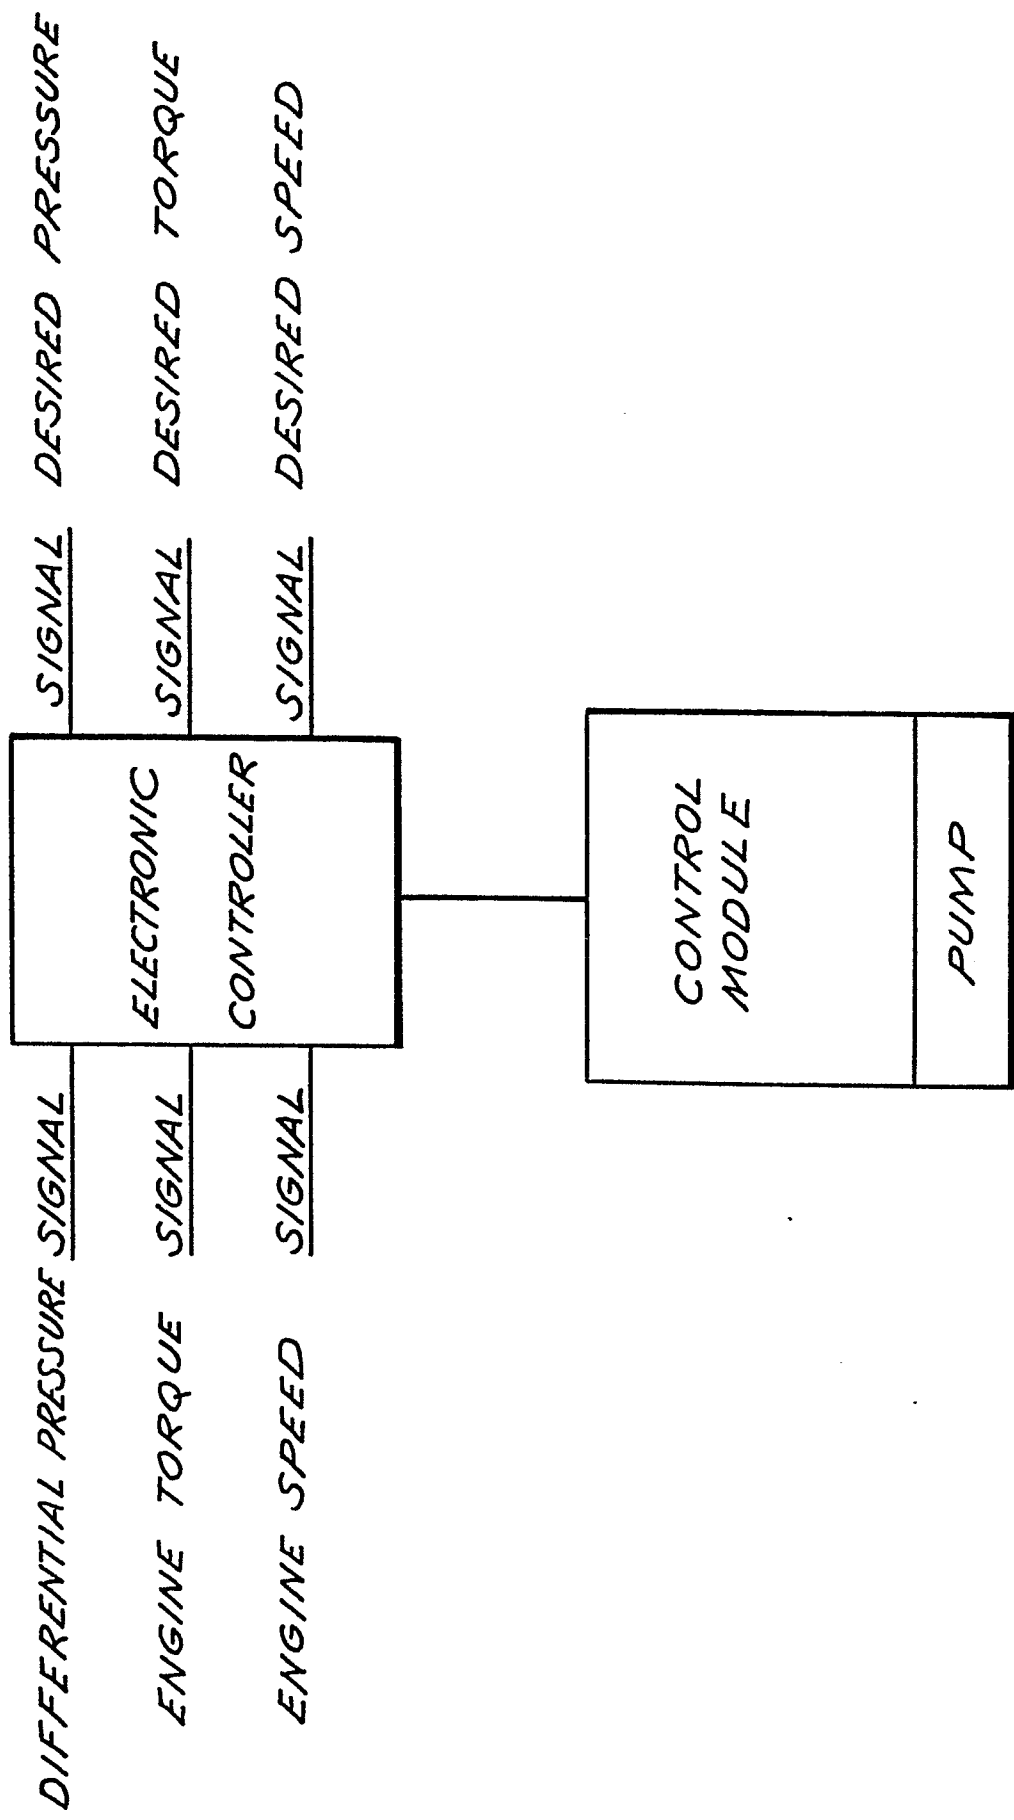 DIFFERENTIAL PRESSURE SIGNAL
ENGINE TORQUE SIGNAL
ENGINE SPEED SIGNAL
ELECTRONIC
CONTROLLER
SIGNAL DESIRED PRESSURE
SIGNAL DESIRED TORQUE
SIGNAL DESIRED SPEED
CONTROL
MODULE
PUMP